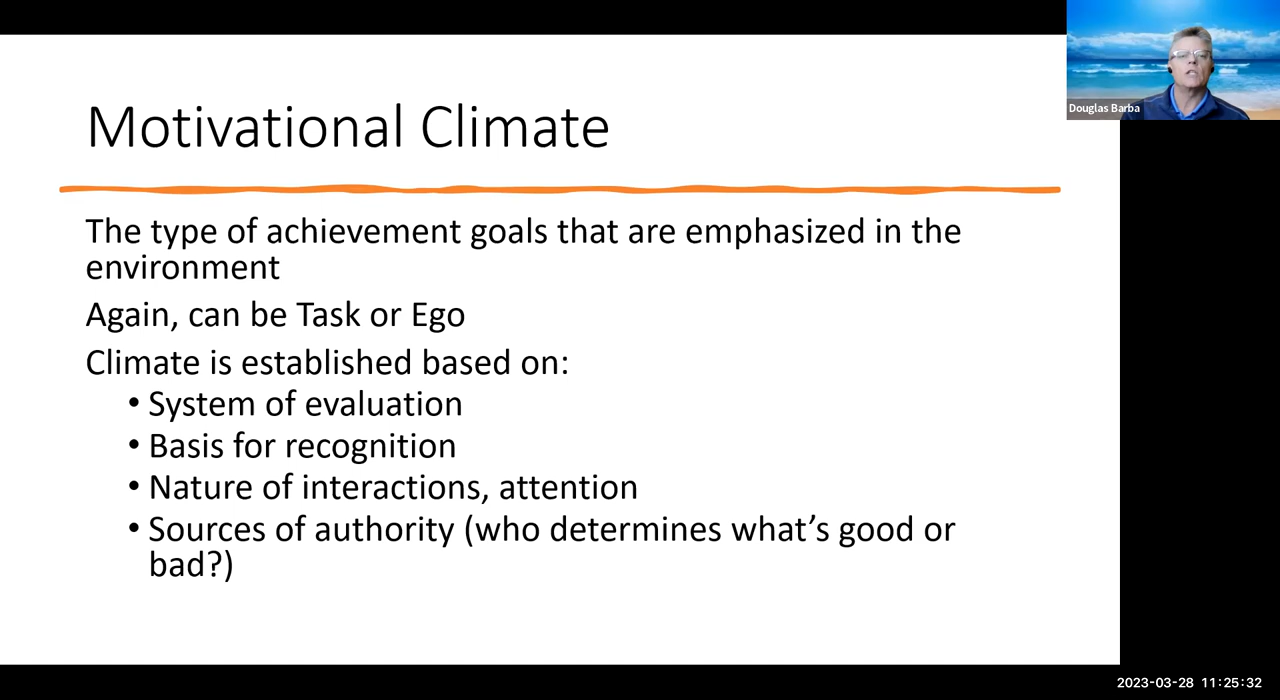 Motivational Climate
The type of achievement goals that are emphasized in the
environment
Again, can be Task or Ego
Climate is established based on:
• System of evaluation
• Basis for recognition
• Nature of interactions, attention
• Sources of authority (who determines what’s good or
bad?)
Douglas Barba
2023-03-28 11:25:32